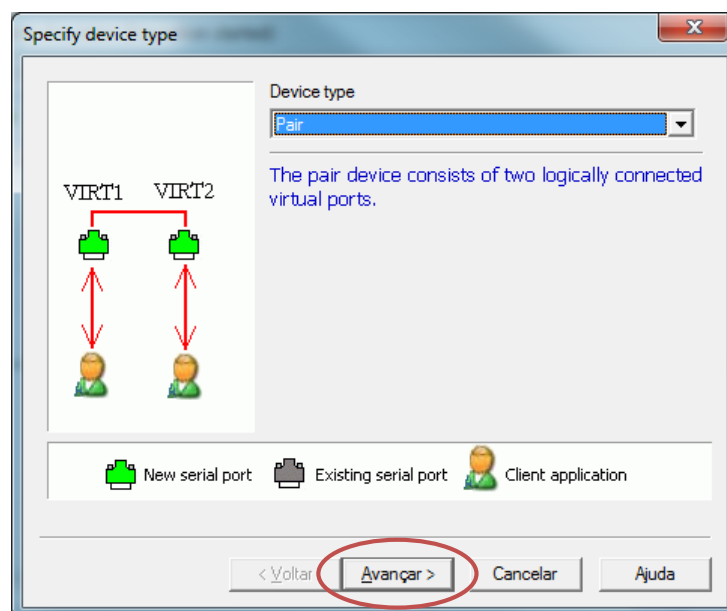 Specify device type
Device type
Pair
The pair device consists of two logically connected
virtual ports.
VIRT1 VIRT2
New serial port Existing serial port Client application
< Voltar Avançar > Cancelar Ajuda